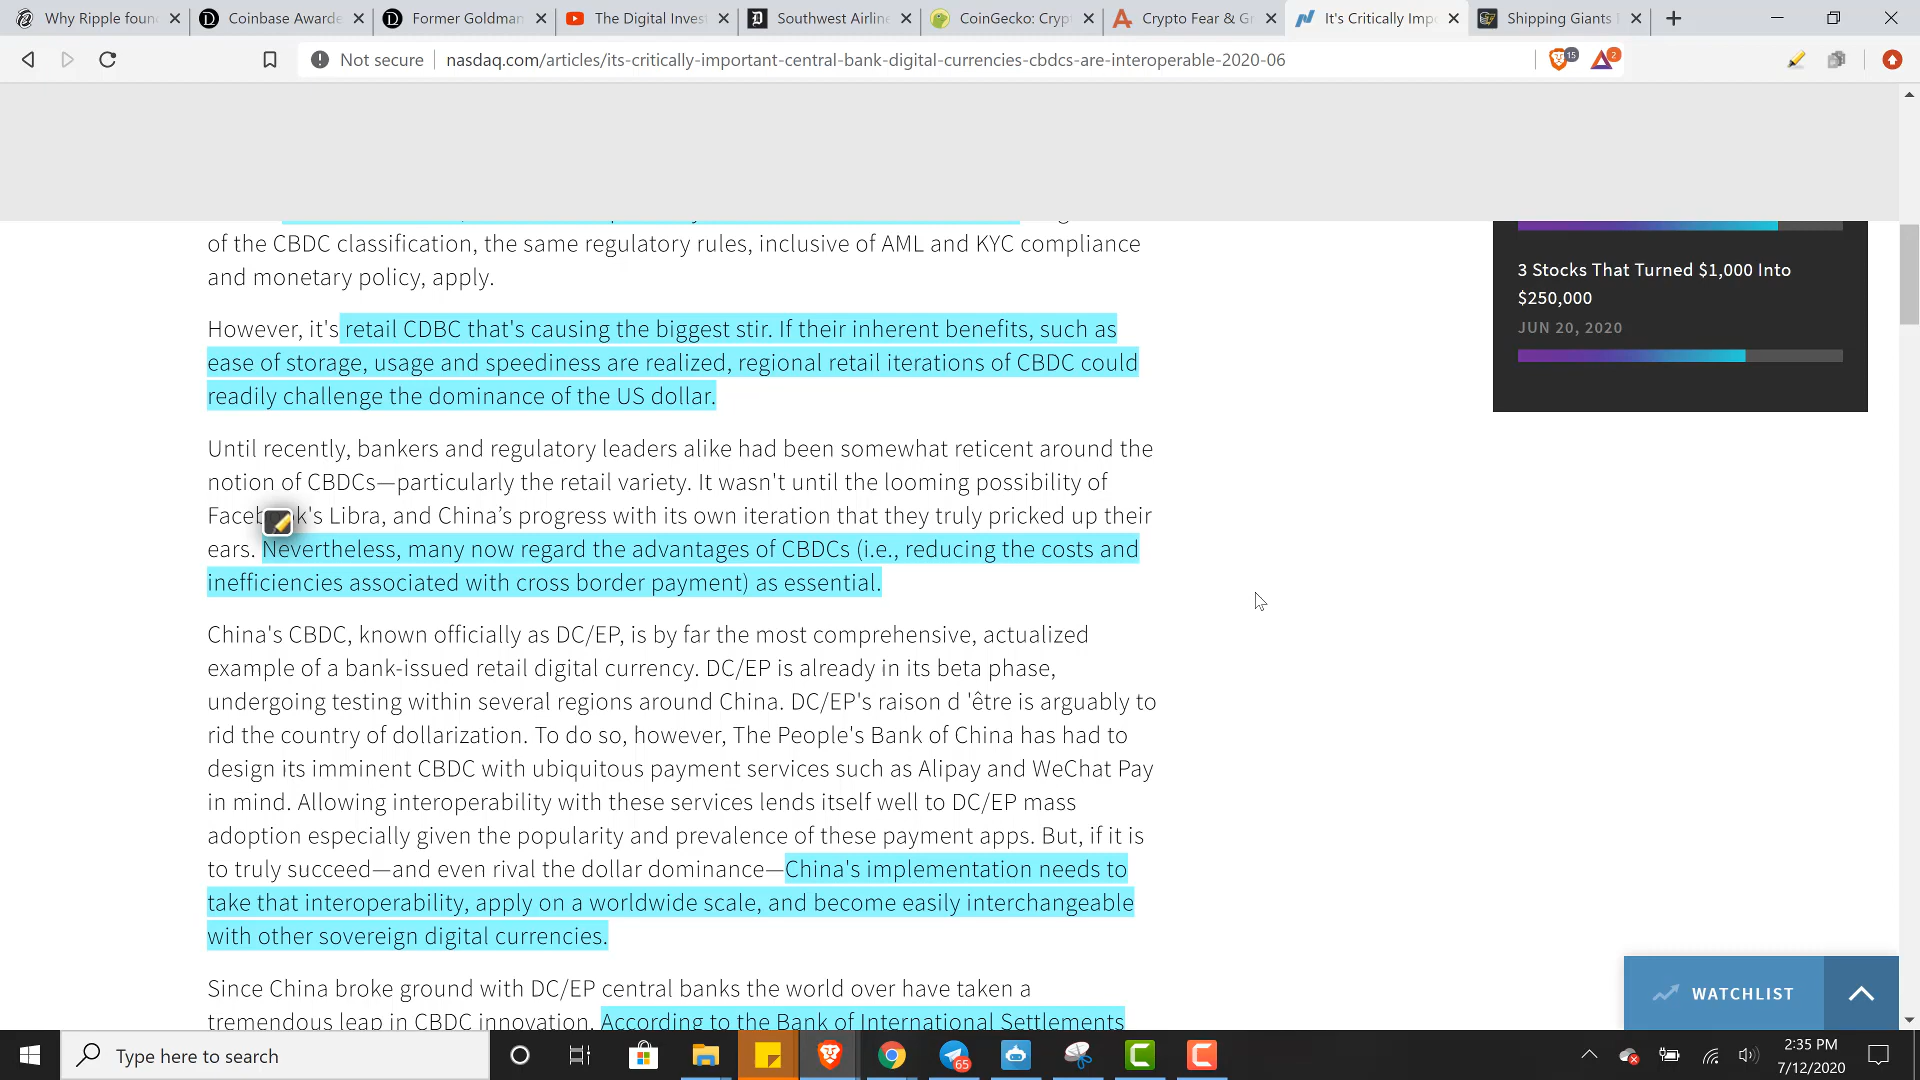 Why Ripple foun
Coinbase Awarde
Former Goldman
The Digital Invest
Southwest Airline
CoinGecko: Cryp
Crypto Fear & Gr
It's Critically Impo
Shipping Giants
Not secure
nasdaq.com/articles/its-critically-important-central-bank-digital-currencies-cbdcs-are-interoperable-2020-06
15
2
of the CBDC classification, the same regulatory rules, inclusive of AML and KYC compliance
and monetary policy, apply.
However, it's retail CDBC that's causing the biggest stir. If their inherent benefits, such as
ease of storage, usage and speediness are realized, regional retail iterations of CBDC could
readily challenge the dominance of the US dollar.
Until recently, bankers and regulatory leaders alike had been somewhat reticent around the
notion of CBDCs—particularly the retail variety. It wasn't until the looming possibility of
Faceb k's Libra, and China’s progress with its own iteration that they truly pricked up their
ears. Nevertheless, many now regard the advantages of CBDCs (i.e., reducing the costs and
inefficiencies associated with cross border payment) as essential.
China's CBDC, known officially as DC/EP, is by far the most comprehensive, actualized
example of a bank-issued retail digital currency. DC/EP is already in its beta phase,
undergoing testing within several regions around China. DC/EP's raison d 'être is arguably to
rid the country of dollarization. To do so, however, The People's Bank of China has had to
design its imminent CBDC with ubiquitous payment services such as Alipay and WeChat Pay
in mind. Allowing interoperability with these services lends itself well to DC/EP mass
adoption especially given the popularity and prevalence of these payment apps. But, if it is
to truly succeed—and even rival the dollar dominance—China's implementation needs to
take that interoperability, apply on a worldwide scale, and become easily interchangeable
with other sovereign digital currencies.
Since China broke ground with DC/EP central banks the world over have taken a
tremendous leap in CBDC innovation. According to the Bank of International Settlements
3 Stocks That Turned $1,000 Into
$250,000
JUN 20, 2020
WATCHLIST
Type here to search
65
2:35 PM
7/12/2020